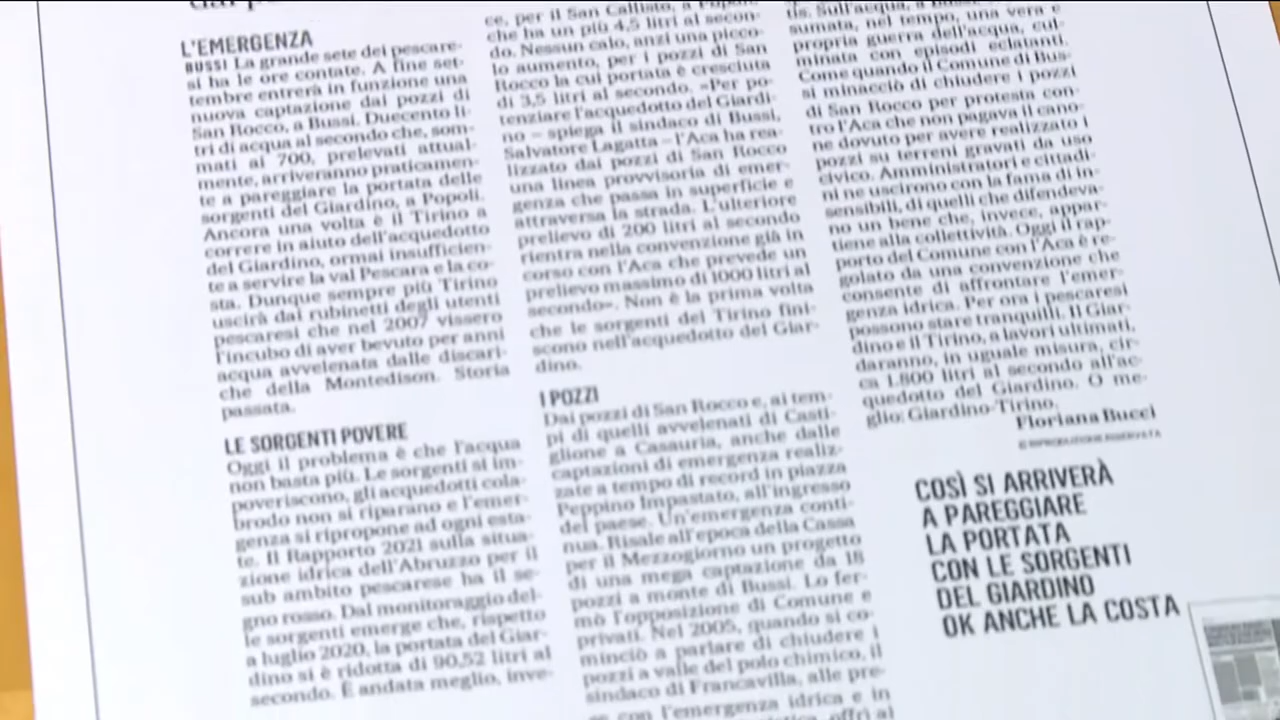 L'EMERGENZA
BUSSI La grande sete dei pescare-
si ha le ore contate. A fine set-
tembre entrerà in funzione una
nuova captazione dai pozzi di
San Rocco, a Bussi. Duecento li-
tri di acqua al secondo che, som-
mati ai 700, prelevati attual-
mente, arriveranno praticamen-
te a pareggiare la portata delle
sorgenti del Giardino, a Popoli.
Ancora una volta è il Tirino a
correre in aiuto dell'acquedotto
del Giardino, ormai insufficien-
te a servire la val Pescara e la co-
sta. Dunque sempre più Tirino
uscirà dai rubinetti degli utenti
pescaresi che nel 2007 vissero
l'incubo di aver bevuto per anni
acqua avvelenata dalle discari-
che della Montedison. Storia
passata.
LE SORGENTI POVERE
Oggi il problema è che l'acqua
non basta più. Le sorgenti si im-
poveriscono, gli acquedotti cola-
brodo non si riparano e l'emer-
genza si ripropone ad ogni esta-
te. Il Rapporto 2021 sulla situa-
zione idrica dell'Abruzzo per il
sub ambito pescarese ha il se-
gno rosso. Dal monitoraggio del-
le sorgenti emerge che, rispetto
a luglio 2020, la portata del Giar-
dino si è ridotta di 90,52 litri al
secondo. È andata meglio, inve-
ce, per il San Callisto, a
che ha un più 4,5 litri al secon-
do. Nessun calo, anzi una picco-
lo aumento, per i pozzi di San
Rocco la cui portata è cresciuta
di 3,5 litri al secondo. «Per po-
tenziare l'acquedotto del Giardi-
no – spiega il sindaco di Bussi,
Salvatore Lagatta – l'Aca ha rea-
lizzato dai pozzi di San Rocco
una linea provvisoria di emer-
genza che passa in superficie e
attraversa la strada. L'ulteriore
prelievo di 200 litri al secondo
rientra nella convenzione già in
corso con l'Aca che prevede un
prelievo massimo di 1000 litri al
secondo». Non è la prima volta
che le sorgenti del Tirino fini-
scono nell'acquedotto del Giar-
dino.
I POZZI
Dai pozzi di San Rocco e, ai tem-
pi di quelli avvelenati di Casti-
glione a Casauria, anche dalle
captazioni di emergenza realiz-
zate a tempo di record in piazza
Peppino Impastato, all'ingresso
del paese. Un'emergenza conti-
nua. Risale all'epoca della Cassa
per il Mezzogiorno un progetto
di una mega captazione da 18
pozzi a monte di Bussi. Lo fer-
mò l'opposizione di Comune e
privati. Nel 2005, quando si co-
minciò a parlare di chiudere i
pozzi a valle del polo chimico, il
sindaco di Francavilla, alle pre-
se con l'emergenza idrica e in
offrì al
tis. Sull'acqua, a Bussi,
sumata, nel tempo, una vera e
propria guerra dell'acqua, cul-
minata con episodi eclatanti.
Come quando il Comune di Bus-
si minacciò di chiudere i pozzi
di San Rocco per protesta con-
tro l'Aca che non pagava il cano-
ne dovuto per avere realizzato i
pozzi su terreni gravati da uso
civico. Amministratori e cittadi-
ni ne uscirono con la fama di in-
sensibili, di quelli che difendeva-
no un bene che, invece, appar-
tiene alla collettività. Oggi il rap-
porto del Comune con l'Aca è re-
golato da una convenzione che
consente di affrontare l'emer-
genza idrica. Per ora i pescaresi
possono stare tranquilli. Il Giar-
dino e il Tirino, a lavori ultimati,
daranno, in uguale misura, cir-
ca 1.800 litri al secondo all'ac-
quedotto del Giardino. O me-
glio: Giardino-Tirino.
Floriana Bucci
© RIPRODUZIONE RISERVATA
COSÌ SI ARRIVERÀ
A PAREGGIARE
LA PORTATA
CON LE SORGENTI
DEL GIARDINO
OK ANCHE LA COSTA